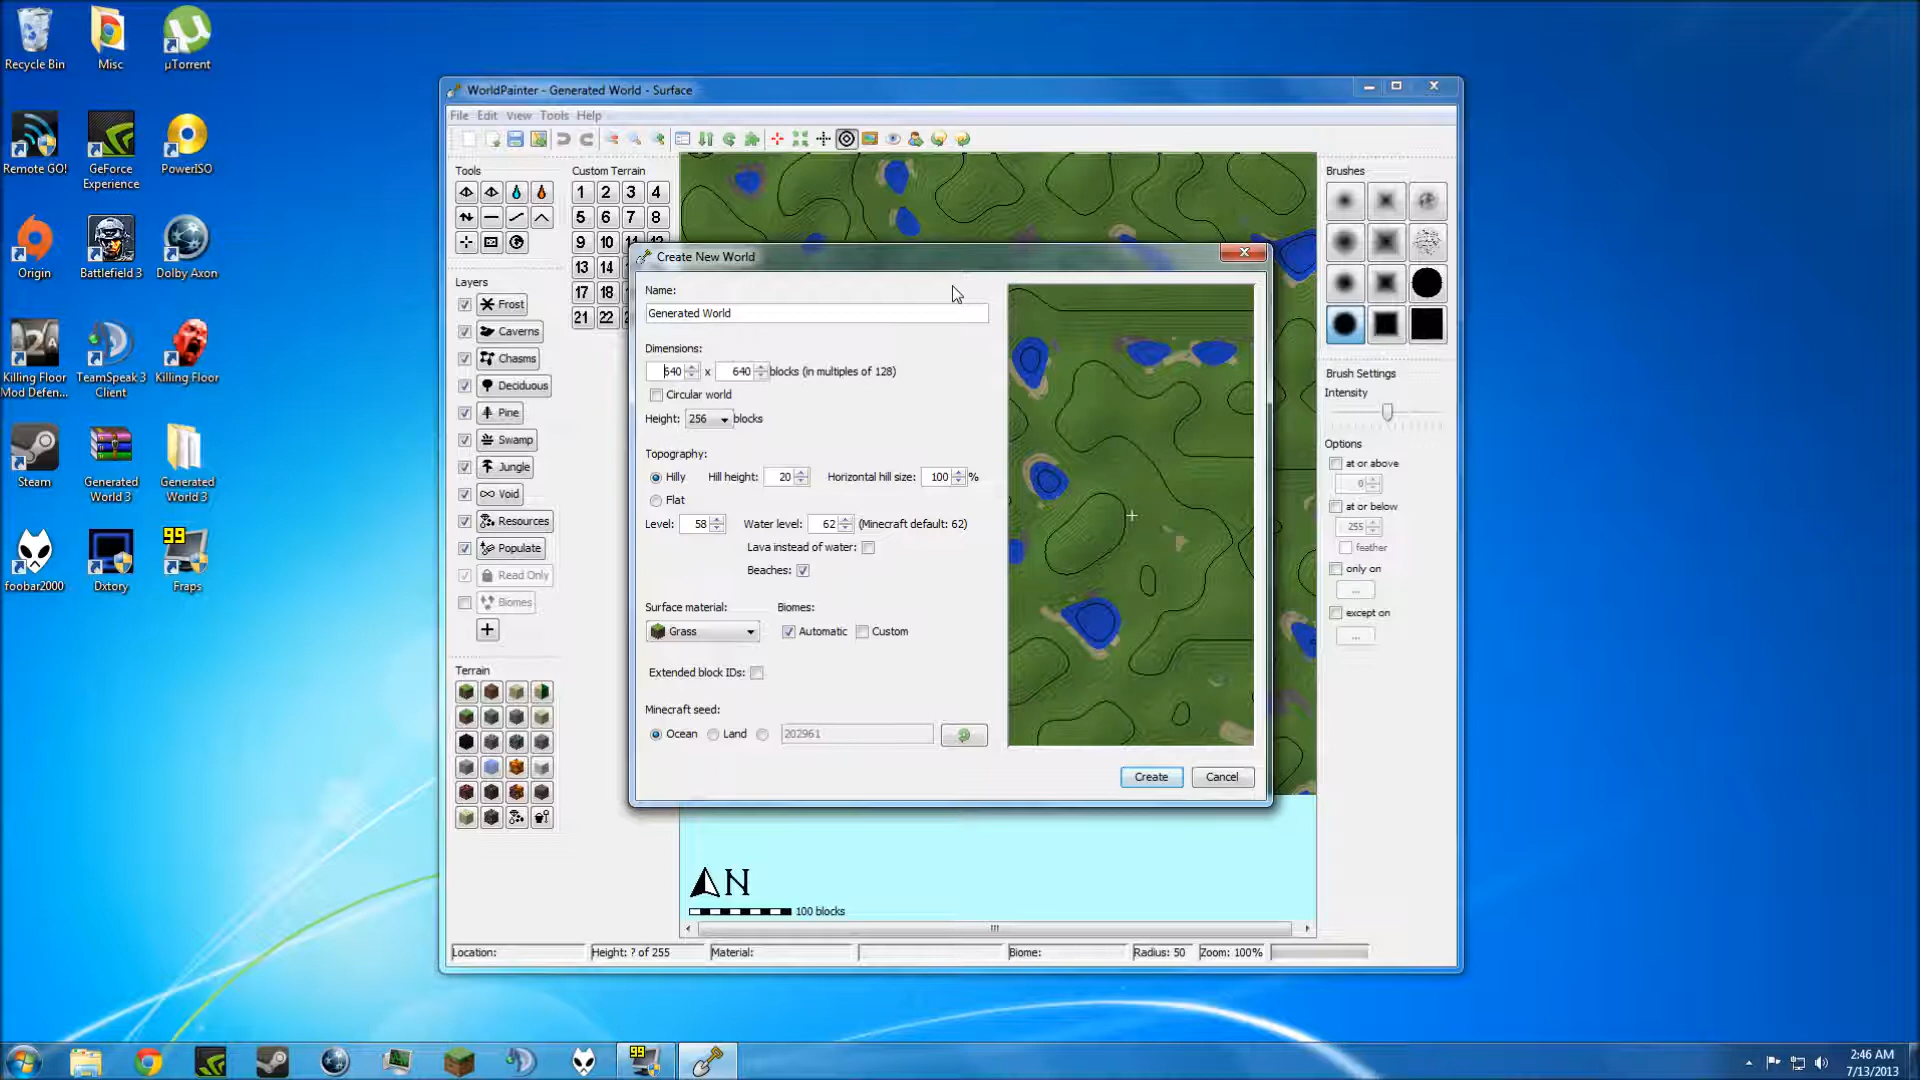 Recycle Bin
Misc
µTorrent
Remote GO!
GeForce
Experience
PowerISO
Origin
Battlefield 3
Dolby Axon
Killing Floor
Mod Defen...
TeamSpeak 3
Client
Killing Floor
Steam
Generated
World 3
Generated
World 3
foobar2000
Dxtory
99
Fraps
WorldPainter - Generated World - Surface
File Edit View Tools Help
Tools
Custom Terrain
1 2 3 4
5 6 7 8
9 10 11 12
13 14
17 18
21 22
Layers
Frost
Caverns
Chasms
Deciduous
Pine
Swamp
Jungle
Void
Resources
Populate
Read Only
Biomes
Terrain
Create New World
Name:
Generated World
Dimensions:
640 x 640 blocks (in multiples of 128)
Circular world
Height: 256 blocks
Topography:
Hilly Hill height: 20 Horizontal hill size: 100 %
Flat
Level: 58 Water level: 62 (Minecraft default: 62)
Lava instead of water:
Beaches:
Surface material: Biomes:
Grass Automatic Custom
Extended block IDs:
Minecraft seed:
Ocean Land 202961
Create Cancel
Brushes
Brush Settings
Intensity
Options
at or above
0
at or below
255
feather
only on
...
except on
...
N
100 blocks
Location: Height: ? of 255 Material: Biome: Radius: 50 Zoom: 100%
99
2:46 AM
7/13/2013